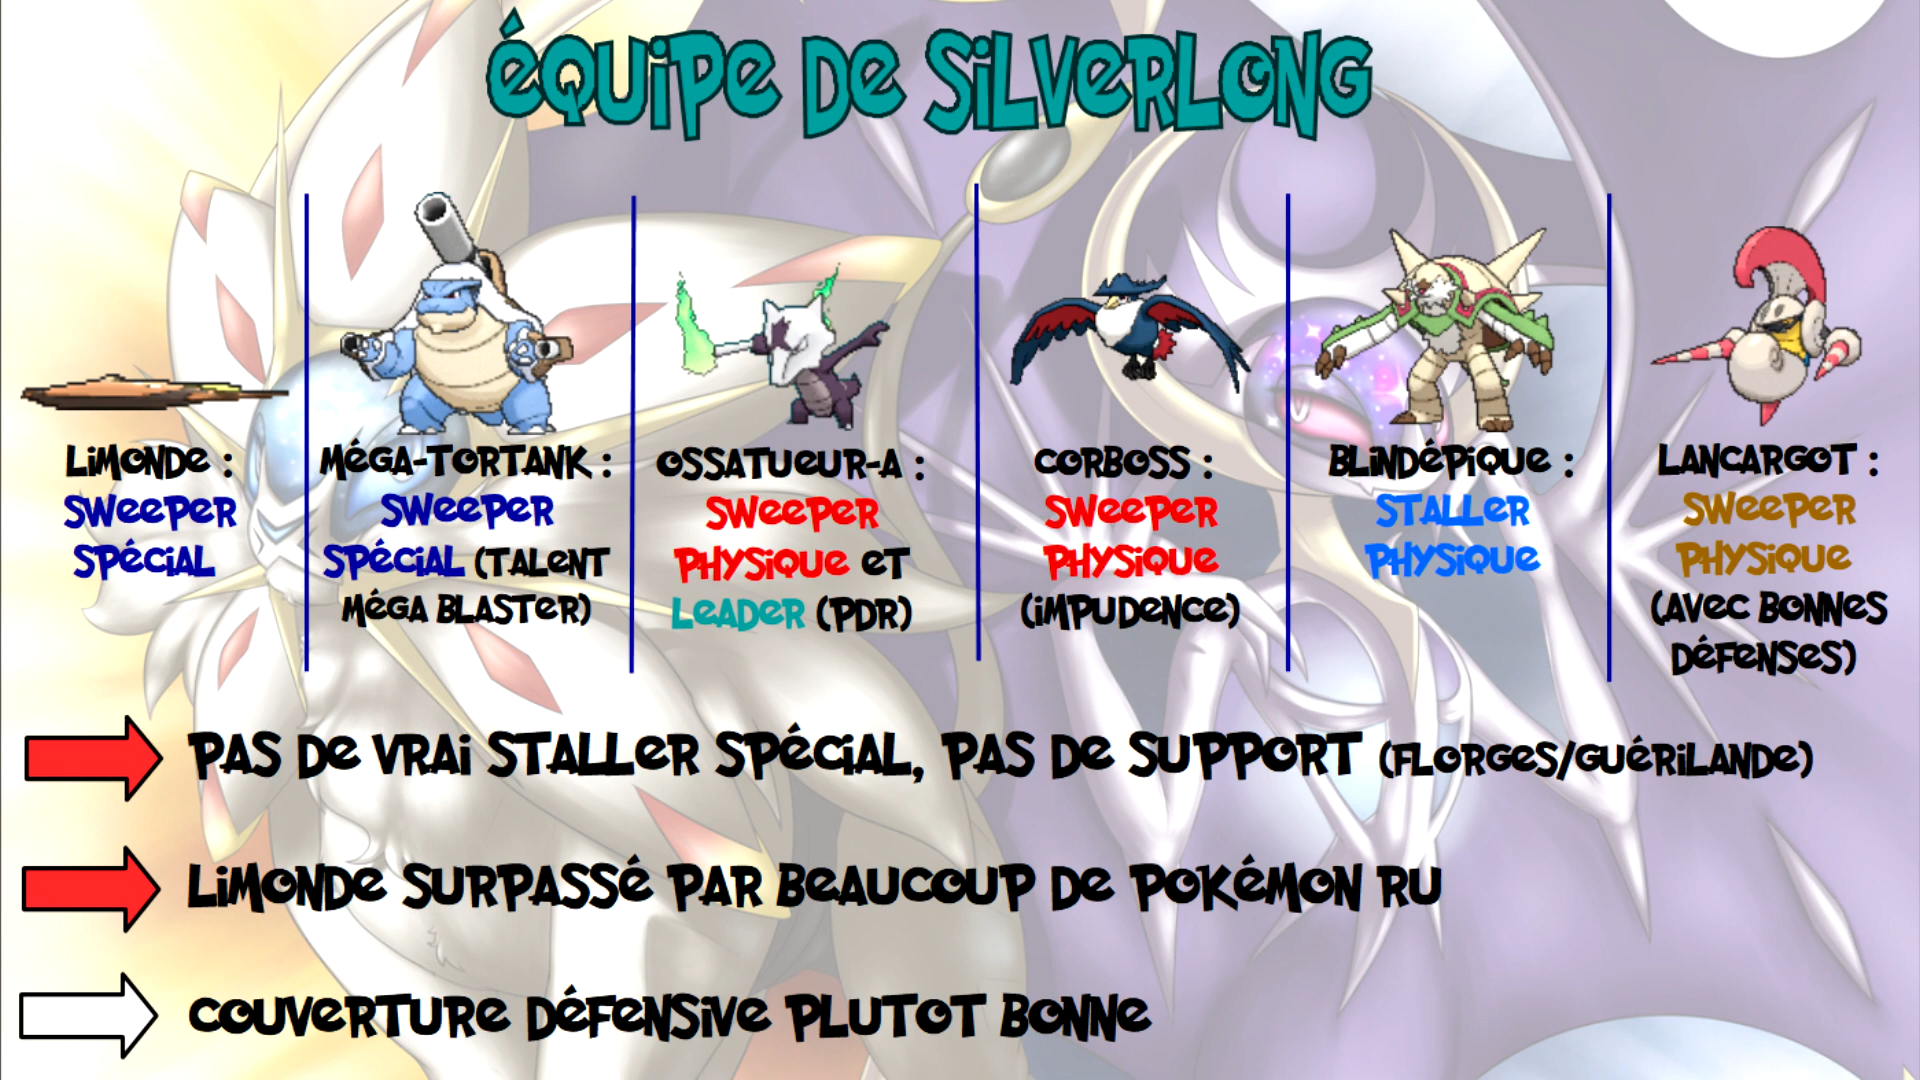 ÉQUIPE DE SILVERLONG
LIMONDE :
SWEEPER
SPÉCIAL
MÉGA-TORTANK :
SWEEPER
SPÉCIAL (TALENT
MÉGA BLASTER)
OSSATUEUR-A :
SWEEPER
PHYSIQUE ET
LEADER (PDR)
CORBOSS :
SWEEPER
PHYSIQUE
(IMPUDENCE)
BLINDÉPIQUE :
STALLER
PHYSIQUE
LANCARGOT :
SWEEPER
PHYSIQUE
(AVEC BONNES
DÉFENSES)
PAS DE VRAI STALLER SPÉCIAL, PAS DE SUPPORT (FLORGES/GUÉRILANDE)
LIMONDE SURPASSÉ PAR BEAUCOUP DE POKÉMON RU
COUVERTURE DÉFENSIVE PLUTOT BONNE